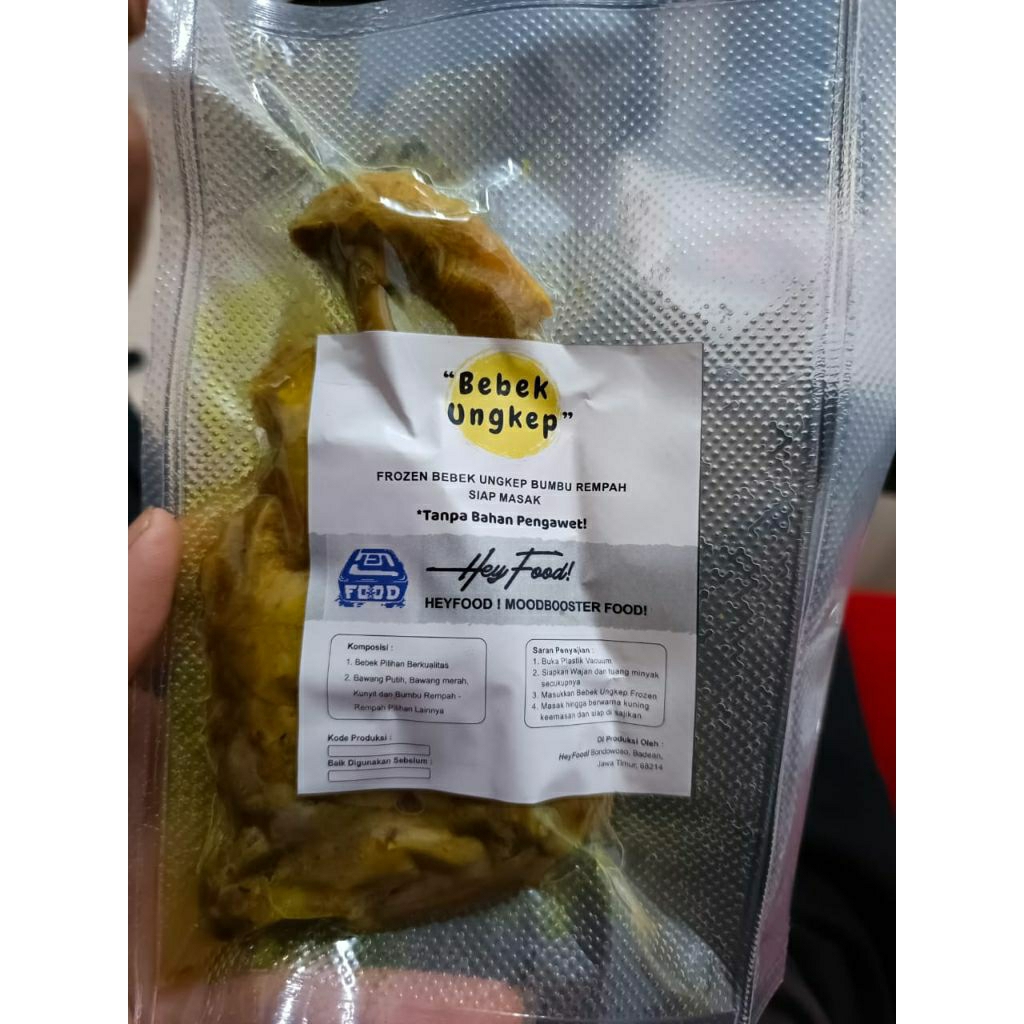 "Bebek
Ungkep"
FROZEN BEBEK UNGKEP BUMBU REMPAH
SIAP MASAK
*Tanpa Bahan Pengawet!
FOOD
Hey Food!
HEYFOOD ! MOODBOOSTER FOOD!
Komposisi :
1. Bebek Pilihan Berkualitas
2. Bawang Putih, Bawang merah,
Kunyit dan Bumbu Rempah -
Rempah Pilihan Lainnya
Saran Penyajian :
1. Buka Plastik Vacuum
2. Siapkan Wajan dan tuang minyak
secukupnya
3. Masukkan Bebek Ungkep Frozen
4. Masak hingga berwarna kuning
keemasan dan siap di sajikan
Kode Produksi :
Baik Digunakan Sebelum :
Di Produksi Oleh :
HeyFood! Bondowoso, Badean,
Jawa Timur, 68214